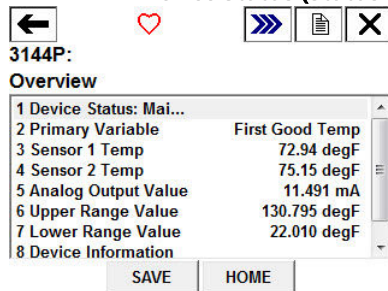 3144P:
Overview
1 Device Status: Mai...
2 Primary Variable First Good Temp
3 Sensor 1 Temp 72.94 degF
4 Sensor 2 Temp 75.15 degF
5 Analog Output Value 11.491 mA
6 Upper Range Value 130.795 degF
7 Lower Range Value 22.010 degF
8 Device Information
SAVE HOME